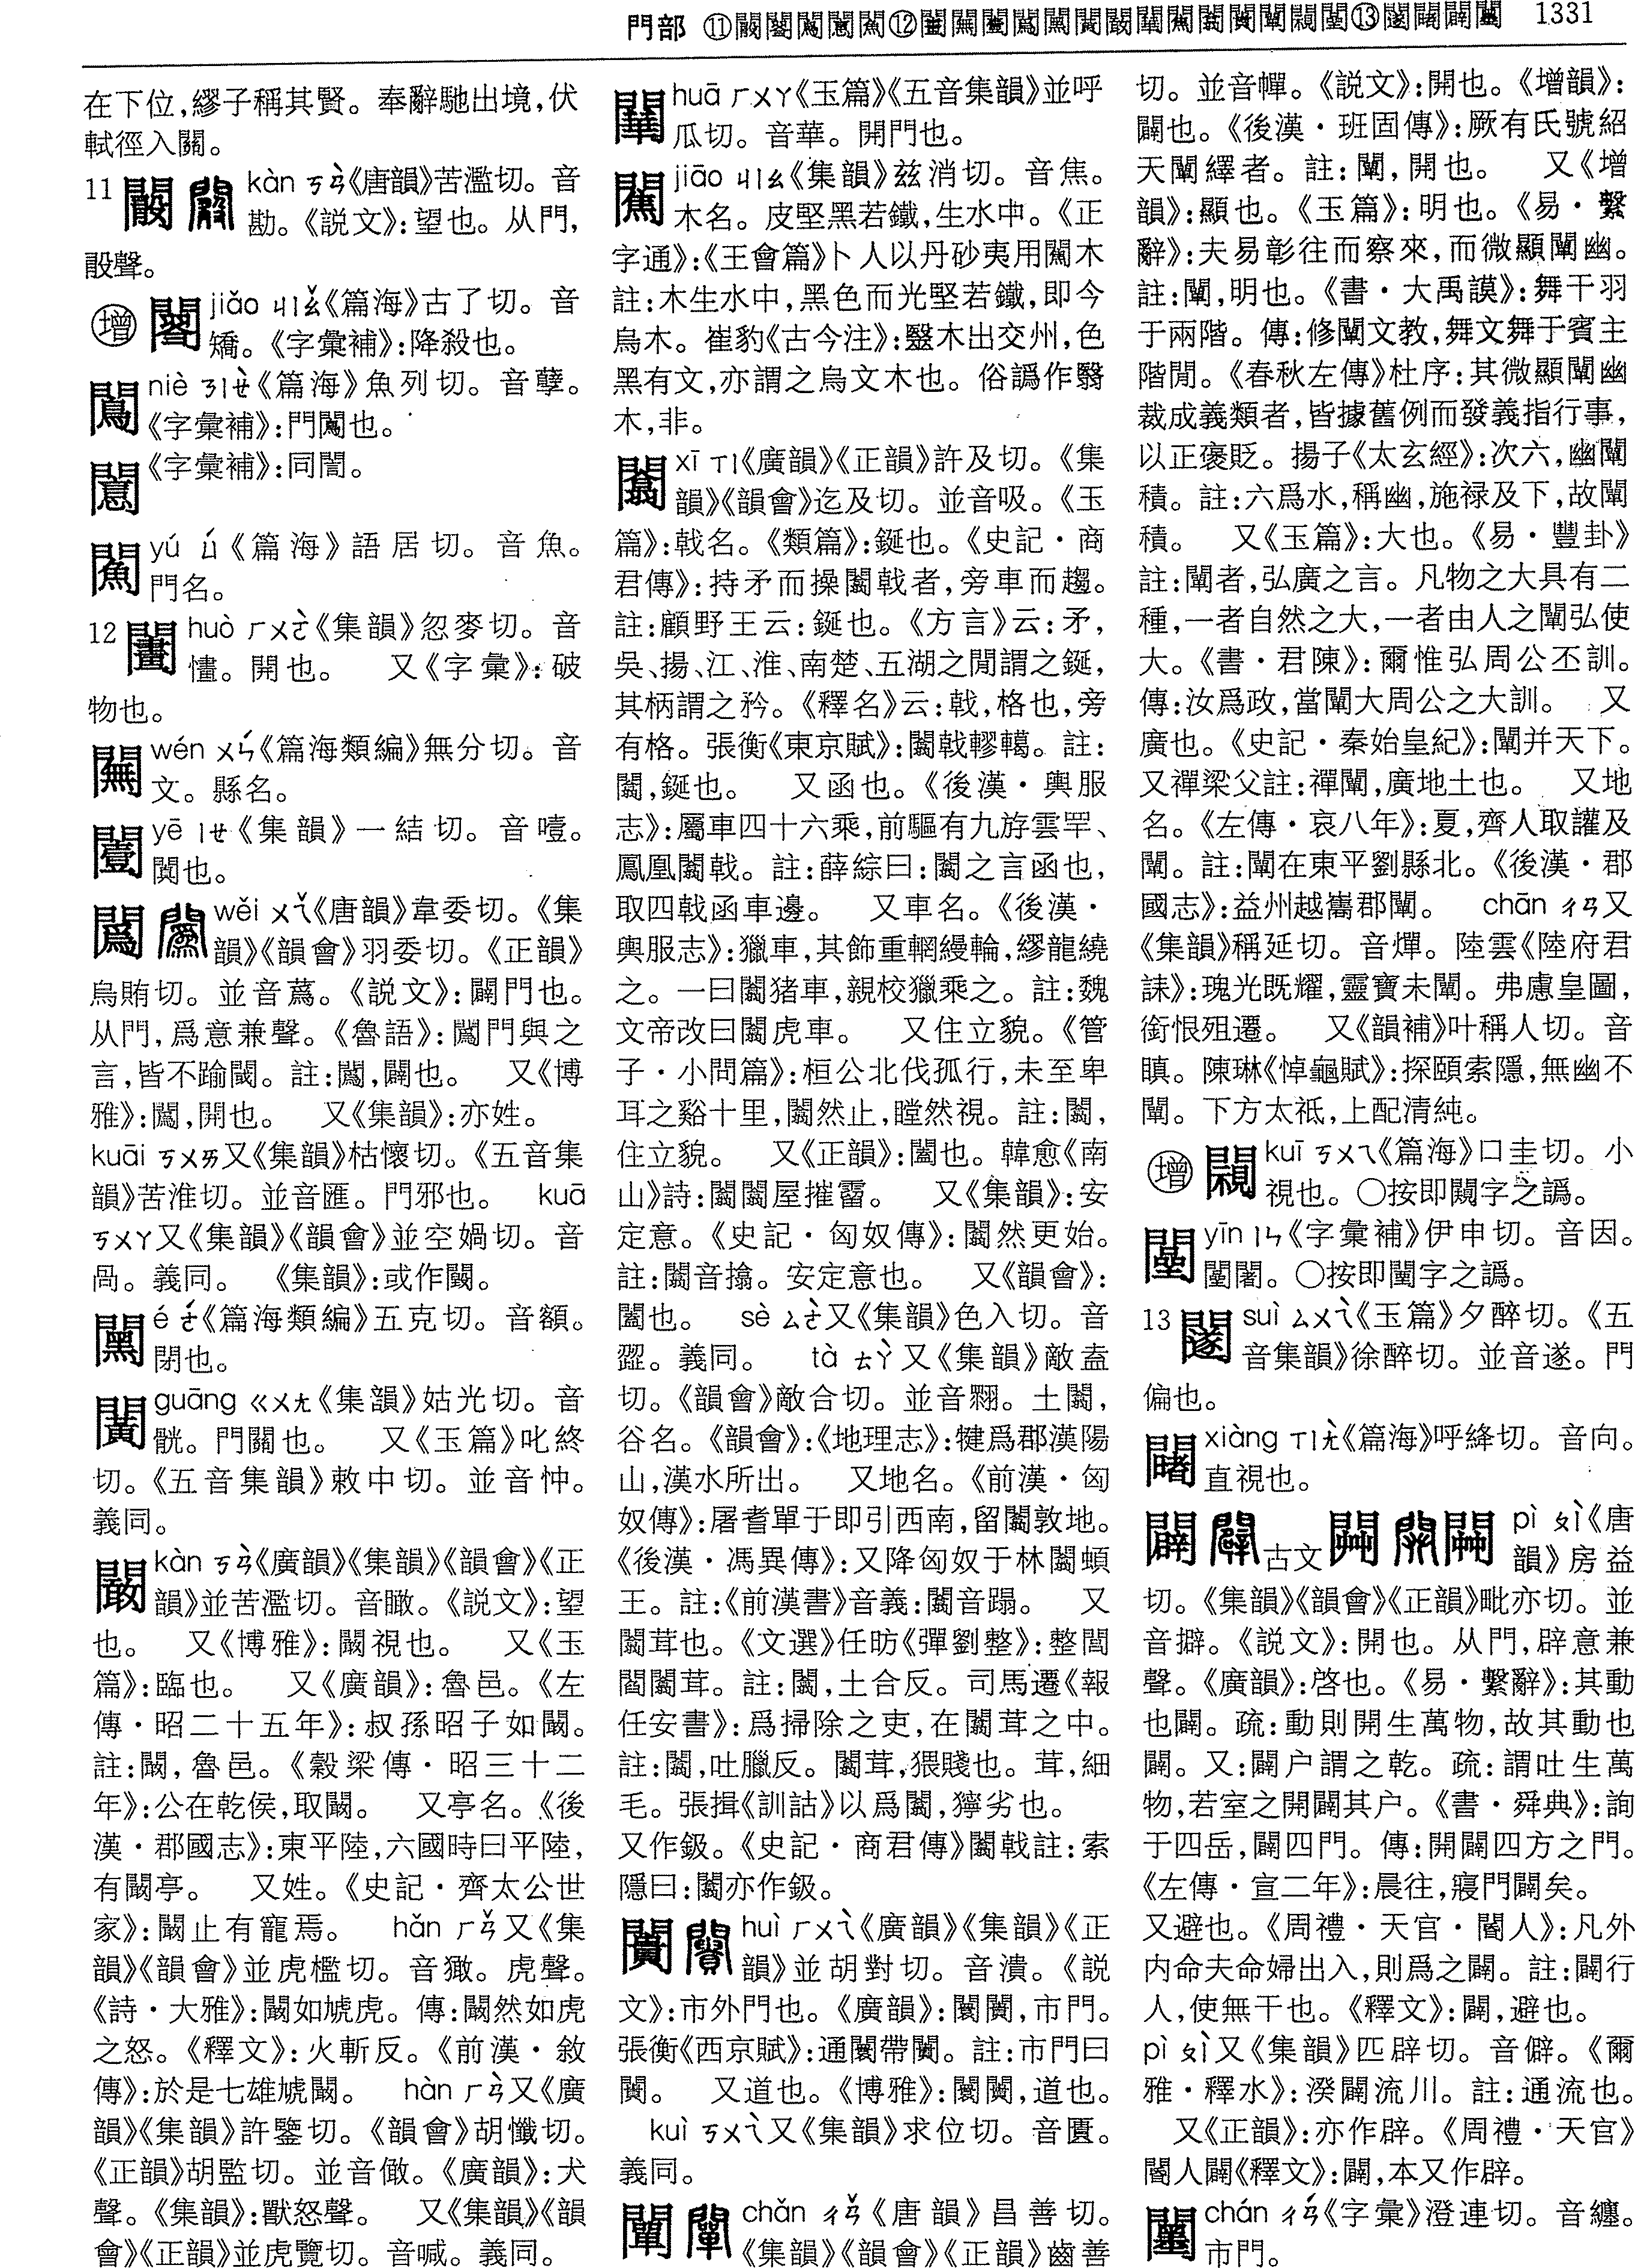 門部 ⑪⑫⑬ 1331
在下位,繆子稱其賢。奉辭馳出境,伏
軾徑入關。
11 闞 kàn ㄎㄢˋ《唐韻》苦濫切。音
勘。《説文》:望也。从門,
𣪊聲。
增 jiǎo ㄐㄧㄠˇ《篇海》古了切。音
矯。《字彙補》:降殺也。
niè ㄋㄧㄝˋ《篇海》魚列切。音孽。
《字彙補》:門也。
《字彙補》:同闇。
yú ㄩˊ《篇海》語居切。音魚。
門名。
12 huò ㄏㄨㄛˋ《集韻》忽麥切。音
㦎。開也。 又《字彙》:破
物也。
wén ㄨㄣˊ《篇海類編》無分切。音
文。縣名。
yē ㄧㄝ《集韻》一結切。音噎。
闃也。
闟 wěi ㄨㄟˇ《唐韻》韋委切。《集
韻》《韻會》羽委切。《正韻》
烏賄切。並音蔿。《説文》:闢門也。
从門,爲意兼聲。《魯語》:闖門與之
言,皆不踰閾。註:闖,闢也。 又《博
雅》:闖,開也。 又《集韻》:亦姓。
kuāi ㄎㄨㄞ又《集韻》枯懷切。《五音集
韻》苦淮切。並音匯。門邪也。 kuā
ㄎㄨㄚ又《集韻》《韻會》並空媧切。音
咼。義同。 《集韻》:或作闚。
é ㄜˊ《篇海類編》五克切。音額。
閉也。
guāng ㄍㄨㄤ《集韻》姑光切。音
骮。門關也。 又《玉篇》叱終
切。《五音集韻》敕中切。並音忡。
義同。
闞 kàn ㄎㄢˋ《廣韻》《集韻》《韻會》《正
韻》並苦濫切。音瞰。《説文》:望
也。 又《博雅》:闞視也。 又《玉
篇》:臨也。 又《廣韻》:魯邑。《左
傳・昭二十五年》:叔孫昭子如闞。
註:闞,魯邑。《穀梁傳・昭三十二
年》:公在乾侯,取闞。 又亭名。《後
漢・郡國志》:東平陸,六國時曰平陸,
有闞亭。 又姓。《史記・齊太公世
家》:闞止有寵焉。 hǎn ㄏㄢˇ又《集
韻》《韻會》並虎檻切。音㺖。虎聲。
《詩・大雅》:闞如虓虎。傳:闞然如虎
之怒。《釋文》:火斬反。《前漢・敘
傳》:於是七雄虓闞。 hàn ㄏㄢˋ又《廣
韻》《集韻》許鑒切。《韻會》胡懺切。
《正韻》胡監切。並音㒈。《廣韻》:犬
聲。《集韻》:獸怒聲。 又《集韻》《韻
會》《正韻》並虎覽切。音喊。義同。
huā ㄏㄨㄚ《玉篇》《五音集韻》並呼
瓜切。音華。開門也。
jiāo ㄐㄧㄠ《集韻》兹消切。音焦。
木名。皮堅黑若鐵,生水中。《正
字通》:《王會篇》卜人以丹砂夷用䦒木
註:木生水中,黑色而光堅若鐵,即今
烏木。崔豹《古今注》:翳木出交州,色
黑有文,亦謂之烏文木也。俗譌作翳
木,非。
闟 xī ㄒㄧ《廣韻》《正韻》許及切。《集
韻》《韻會》迄及切。並音吸。《玉
篇》:戟名。《類篇》:鋋也。《史記・商
君傳》:持矛而操闟戟者,旁車而趨。
註:顧野王云:鋋也。《方言》云:矛,
吳、揚、江、淮、南楚、五湖之閒謂之鋋,
其柄謂之矜。《釋名》云:戟,格也,旁
有格。張衡《東京賦》:闟戟轇轕。註:
闟,鋋也。 又函也。《後漢・輿服
志》:屬車四十六乘,前驅有九斿雲罕、
鳳凰闟戟。註:薛綜曰:闟之言函也,
取四戟函車邊。 又車名。《後漢・
輿服志》:獵車,其飾重輞縵輪,繆龍繞
之。一曰闟猪車,親校獵乘之。註:魏
文帝改曰闟虎車。 又住立貌。《管
子・小問篇》:桓公北伐孤行,未至卑
耳之谿十里,闟然止,瞠然視。註:闟,
住立貌。 又《正韻》:闔也。韓愈《南
山》詩:闟闟屋摧霤。 又《集韻》:安
定意。《史記・匈奴傳》:闟然更始。
註:闟音搶。安定意也。 又《韻會》:
闔也。 sè ㄙㄜˋ又《集韻》色入切。音
澀。義同。 tà ㄊㄚˋ又《集韻》敵盍
切。《韻會》敵合切。並音䎓。土闟,
谷名。《韻會》:《地理志》:犍爲郡漢陽
山,漢水所出。 又地名。《前漢・匈
奴傳》:屠耆單于即引西南,留闟敦地。
《後漢・馮異傳》:又降匈奴于林闟頓
王。註:《前漢書》音義:闟音蹋。 又
闟茸也。《文選》任昉《彈劉整》:整閭
閻闟茸。註:闟,土合反。司馬遷《報
任安書》:爲掃除之吏,在闟茸之中。
註:闟,吐臘反。闟茸,猥賤也。茸,細
毛。張揖《訓詁》以爲闟,獰劣也。
又作鈒。《史記・商君傳》闟戟註:索
隱曰:闟亦作鈒。
闠 huì ㄏㄨㄟˋ《廣韻》《集韻》《正
韻》並胡對切。音潰。《説
文》:市外門也。《廣韻》:闤闠,市門。
張衡《西京賦》:通闤帶闠。註:市門曰
闠。 又道也。《博雅》:闤闠,道也。
kuì ㄎㄨㄟˋ又《集韻》求位切。音匱。
義同。
闡 chǎn ㄔㄢˇ《唐韻》昌善切。
《集韻》《韻會》《正韻》齒善
切。並音幝。《説文》:開也。《增韻》:
闢也。《後漢・班固傳》:厥有氏號紹
天闡繹者。註:闡,開也。 又《增
韻》:顯也。《玉篇》:明也。《易・繫
辭》:夫易彰往而察來,而微顯闡幽。
註:闡,明也。《書・大禹謨》:舞干羽
于兩階。傳:修闡文教,舞文舞于賓主
階閒。《春秋左傳》杜序:其微顯闡幽
裁成義類者,皆據舊例而發義指行事,
以正褒貶。揚子《太玄經》:次六,幽闡
積。註:六爲水,稱幽,施禄及下,故闡
積。 又《玉篇》:大也。《易・豐卦》
註:闡者,弘廣之言。凡物之大具有二
種,一者自然之大,一者由人之闡弘使
大。《書・君陳》:爾惟弘周公丕訓。
傳:汝爲政,當闡大周公之大訓。 又
廣也。《史記・秦始皇紀》:闡并天下。
又禪梁父註:禪闡,廣地土也。 又地
名。《左傳・哀八年》:夏,齊人取讙及
闡。註:闡在東平劉縣北。《後漢・郡
國志》:益州越巂郡闡。 chān ㄔㄢ又
《集韻》稱延切。音燀。陸雲《陸府君
誄》:瑰光既耀,靈寶未闡。弗慮皇圖,
銜恨殂遷。 又《韻補》叶稱人切。音
瞋。陳琳《悼龜賦》:探賾索隱,無幽不
闡。下方太祇,上配清純。
增 kuī ㄎㄨㄟ《篇海》口圭切。小
視也。〇按即闚字之譌。
yīn ㄧㄣ《字彙補》伊申切。音因。
闉闍。〇按即闉字之譌。
13 suì ㄙㄨㄟˋ《玉篇》夕醉切。《五
音集韻》徐醉切。並音遂。門
偏也。
xiàng ㄒㄧㄤˋ《篇海》呼絳切。音向。
直視也。
闢 古文 pì ㄆㄧˋ《唐
韻》房益
切。《集韻》《韻會》《正韻》毗亦切。並
音擗。《説文》:開也。从門,辟意兼
聲。《廣韻》:啓也。《易・繫辭》:其動
也闢。疏:動則開生萬物,故其動也
闢。又:闢户謂之乾。疏:謂吐生萬
物,若室之開闢其户。《書・舜典》:詢
于四岳,闢四門。傳:開闢四方之門。
《左傳・宣二年》:晨往,寢門闢矣。
又避也。《周禮・天官・閽人》:凡外
内命夫命婦出入,則爲之闢。註:闢行
人,使無干也。《釋文》:闢,避也。
pì ㄆㄧˋ又《集韻》匹辟切。音僻。《爾
雅・釋水》:湀闢流川。註:通流也。
又《正韻》:亦作辟。《周禮・天官》
閽人闢《釋文》:闢,本又作辟。
chán ㄔㄢˊ《字彙》澄連切。音纏。
市門。